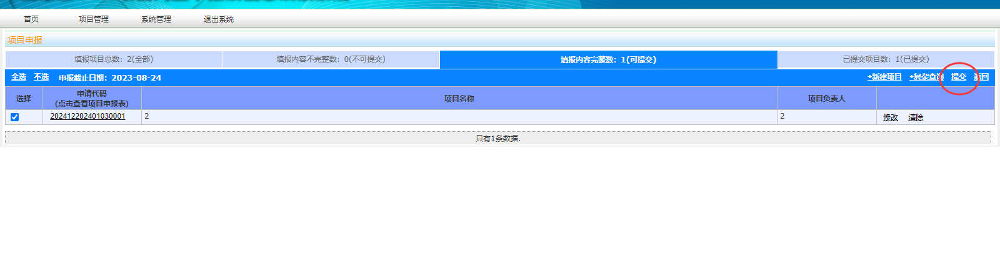 首页 项目管理 系统管理 退出系统
项目申报
填报项目总数：2(全部) 填报内容不完整数：0(不可提交) 填报内容完整数：1(可提交) 已提交项目数：1(已提交)
全选 不选 申报截止日期：2023-08-24 +新建项目 +复杂查询 提交 返回
选择 申请代码 项目名称 项目负责人
(点击查看项目申报表)
202412202401030001 2 2 修改 清除
只有1条数据.